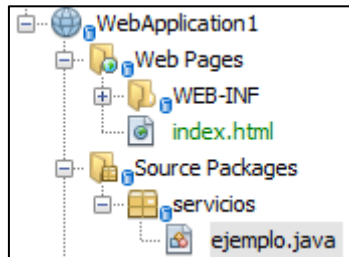 WebApplication1
Web Pages
WEB-INF
index.html
Source Packages
servicios
ejemplo.java